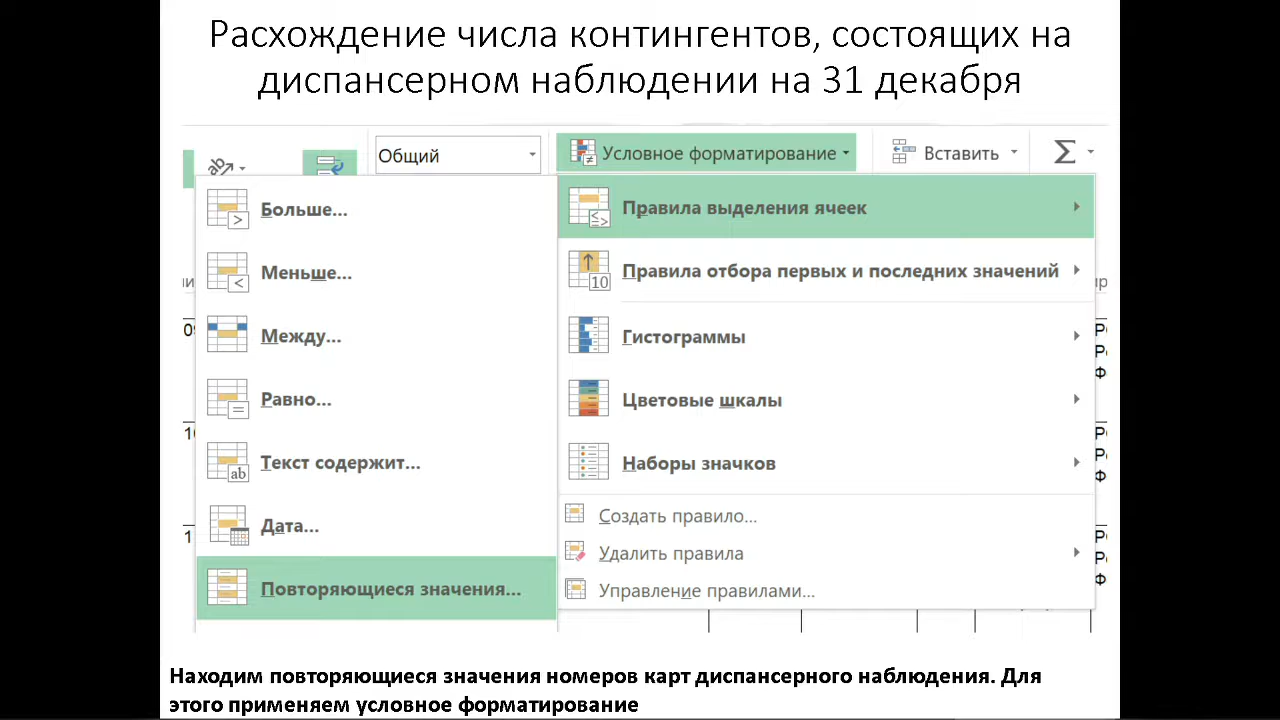 Расхождение числа контингентов, состоящих на
диспансерном наблюдении на 31 декабря
Общий
Условное форматирование
Вставить
Σ
Больше...
Меньше...
Между...
Равно...
Текст содержит...
Дата...
Повторяющиеся значения...
Правила выделения ячеек
Правила отбора первых и последних значений
Гистограммы
Цветовые шкалы
Наборы значков
Создать правило...
Удалить правила
Управление правилами...
Находим повторяющиеся значения номеров карт диспансерного наблюдения. Для
этого применяем условное форматирование